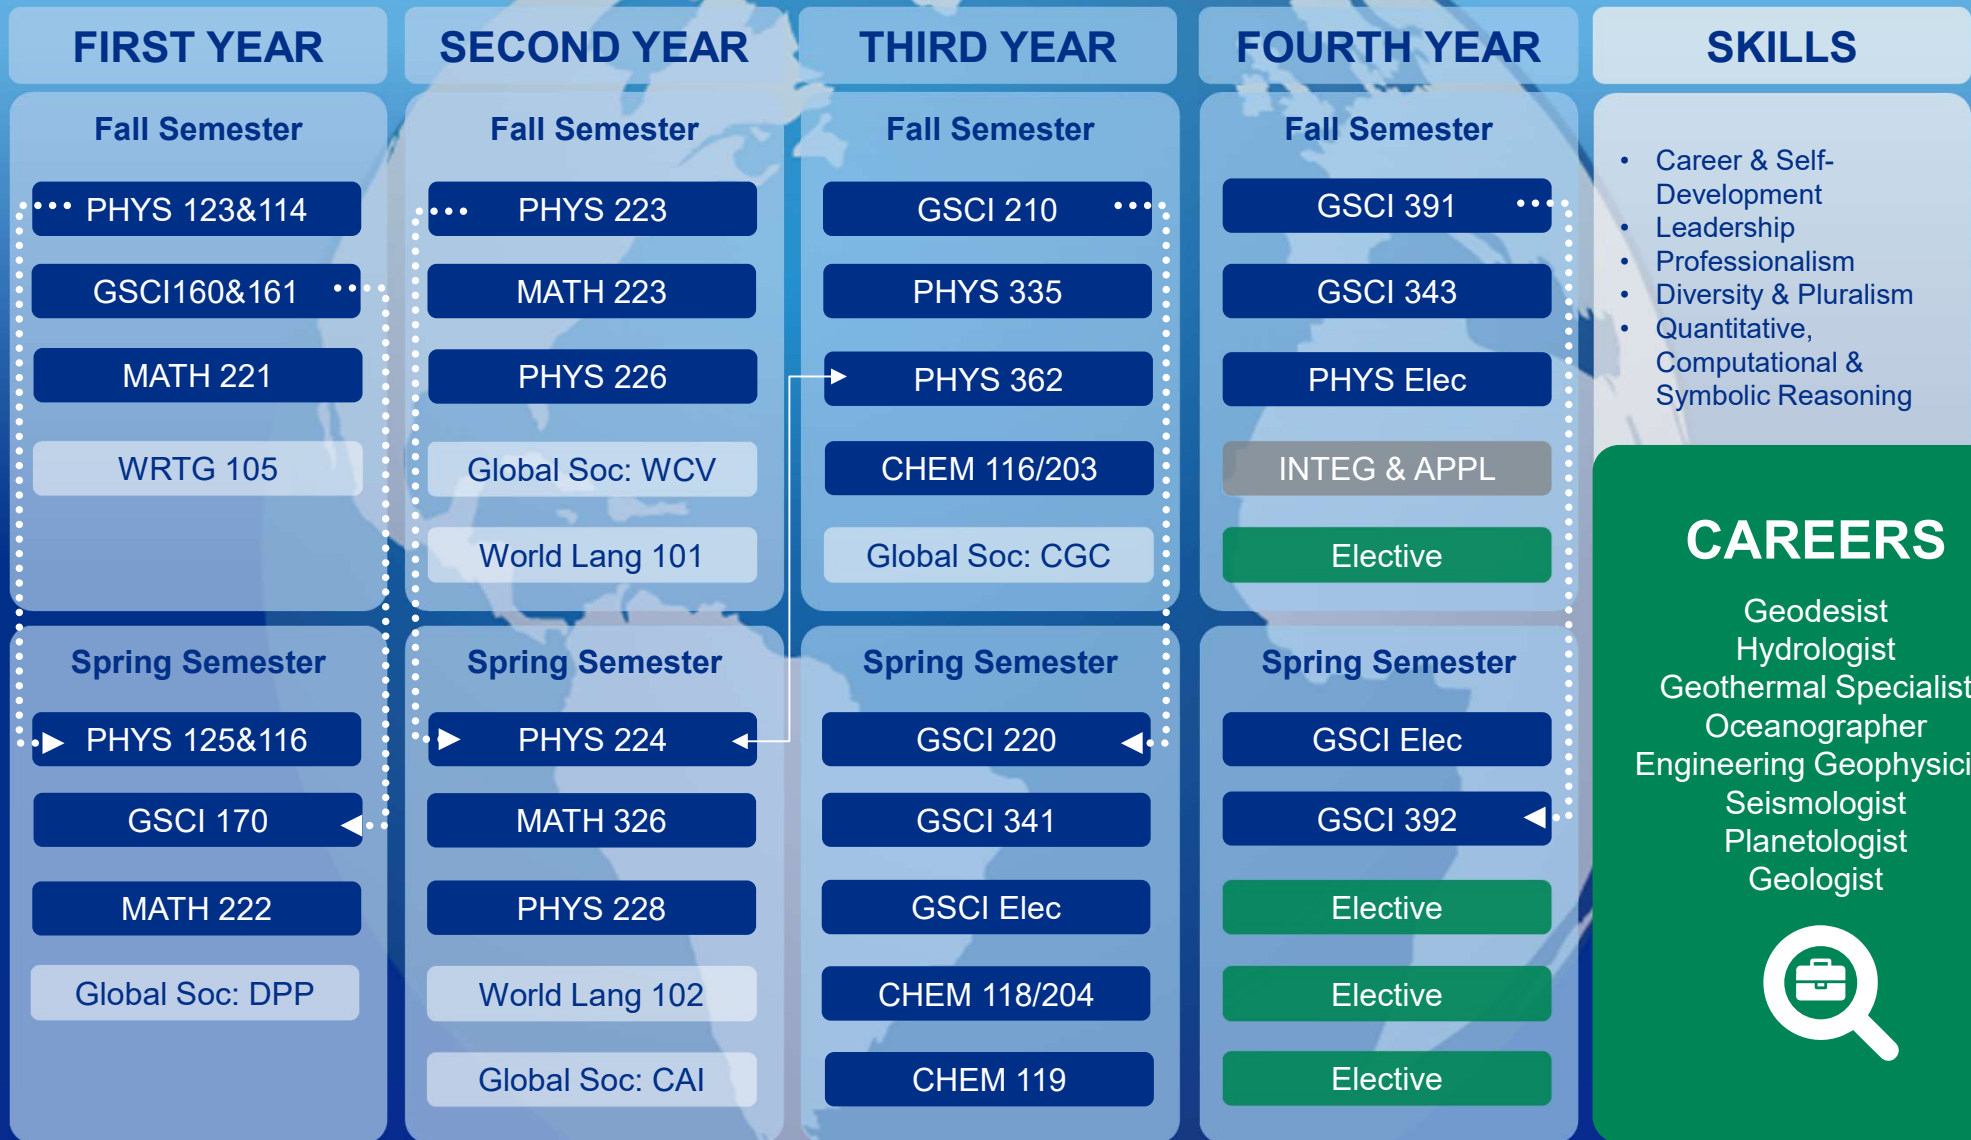 FIRST YEAR
Fall Semester
PHYS 123&114
GSCI160&161
MATH 221
WRTG 105
Spring Semester
PHYS 125&116
GSCI 170
MATH 222
Global Soc: DPP
SECOND YEAR
Fall Semester
PHYS 223
MATH 223
PHYS 226
Global Soc: WCV
World Lang 101
Spring Semester
PHYS 224
MATH 326
PHYS 228
World Lang 102
Global Soc: CAI
THIRD YEAR
Fall Semester
GSCI 210
PHYS 335
PHYS 362
CHEM 116/203
Global Soc: CGC
Spring Semester
GSCI 220
GSCI 341
GSCI Elec
CHEM 118/204
CHEM 119
FOURTH YEAR
Fall Semester
GSCI 391
GSCI 343
PHYS Elec
INTEG & APPL
Elective
Spring Semester
GSCI Elec
GSCI 392
Elective
Elective
Elective
SKILLS
• Career & Self-
Development
• Leadership
• Professionalism
• Diversity & Pluralism
• Quantitative,
Computational &
Symbolic Reasoning
CAREERS
Geodesist
Hydrologist
Geothermal Specialist
Oceanographer
Engineering Geophysici
Seismologist
Planetologist
Geologist